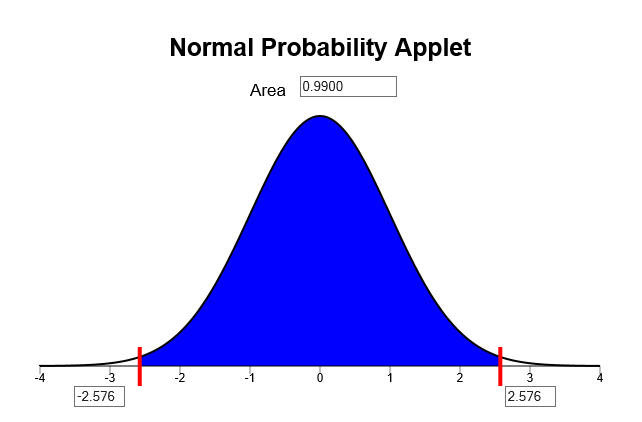 Normal Probability Applet
Area 0.9900
-4 -3 -2 -1 0 1 2 3 4
-2.576 2.576